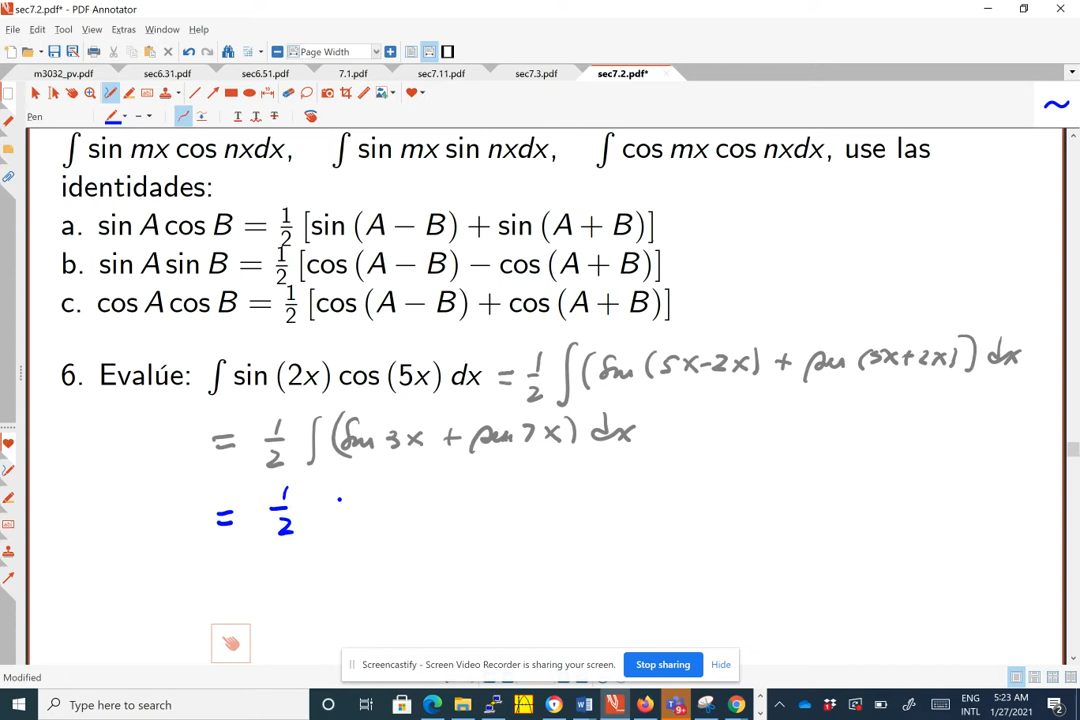 sec7.2.pdf* - PDF Annotator
File Edit Tool View Extras Window Help
Page Width
m3032_pv.pdf sec6.31.pdf sec6.51.pdf 7.1.pdf sec7.11.pdf sec7.3.pdf sec7.2.pdf*
Pen
∫ sin mx cos nxdx, ∫ sin mx sin nxdx, ∫ cos mx cos nxdx, use las
identidades:
a. sin A cos B = 1/2 [sin (A − B) + sin (A + B)]
b. sin A sin B = 1/2 [cos (A − B) − cos (A + B)]
c. cos A cos B = 1/2 [cos (A − B) + cos (A + B)]
6. Evalúe: ∫ sin (2x) cos (5x) dx = 1/2 ∫ (sen (5x-2x) + sen (5x+2x)) dx
= 1/2 ∫ (sen 3x + sen 7x) dx
= 1/2
Screencastify - Screen Video Recorder is sharing your screen. Stop sharing Hide
Modified
Type here to search
ENG 5:23 AM
INTL 1/27/2021